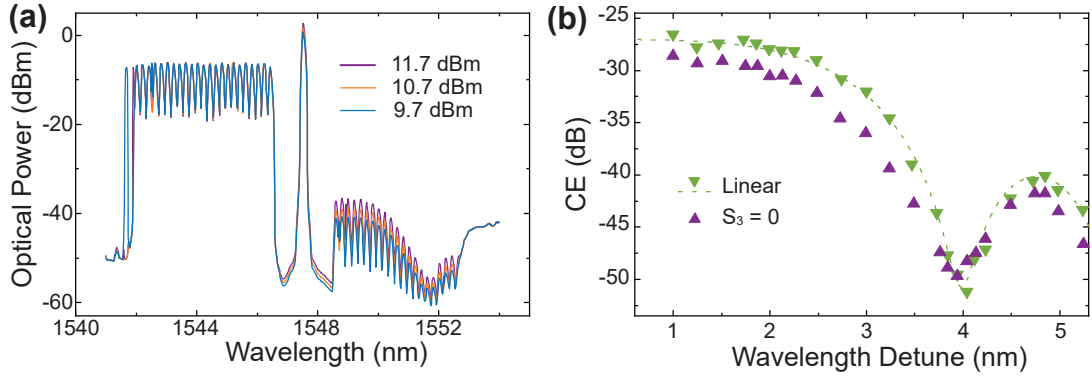 (a)
0
-20
-40
-60
Optical Power (dBm)
11.7 dBm
10.7 dBm
9.7 dBm
1540
1544
1548
1552
Wavelength (nm)
(b)
-25
-30
-35
-40
-45
-50
CE (dB)
Linear
S₃ = 0
1
2
3
4
5
Wavelength Detune (nm)